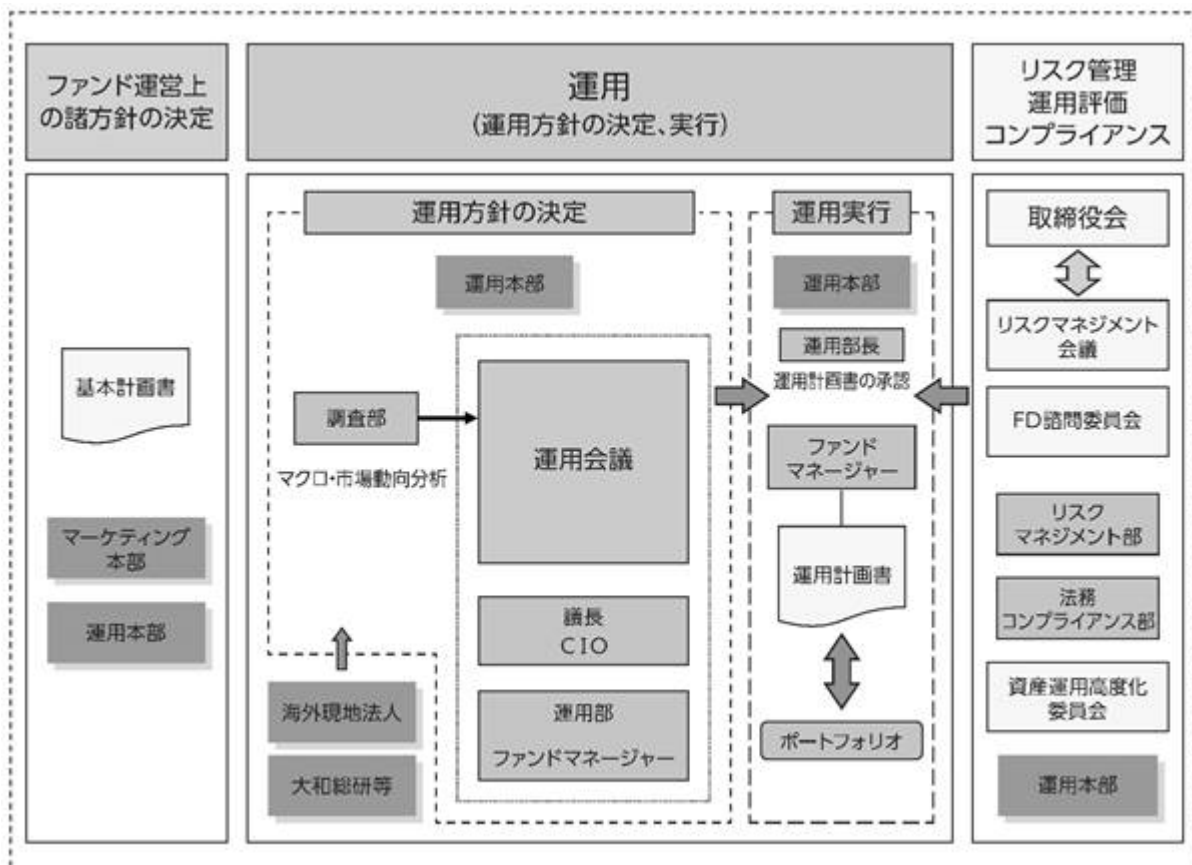 ファンド運営上
の諸方針の決定
運用
(運用方針の決定、実行)
リスク管理
運用評価
コンプライアンス
基本計画書
マーケティング
本部
運用本部
運用方針の決定
運用本部
調査部
マクロ・市場動向分析
運用会議
議長
CIO
運用部
ファンドマネージャー
海外現地法人
大和総研等
運用実行
運用本部
運用部長
運用計画書の承認
ファンド
マネージャー
運用計画書
ポートフォリオ
取締役会
リスクマネジメント
会議
FD諮問委員会
リスク
マネジメント部
法務
コンプライアンス部
資産運用高度化
委員会
運用本部